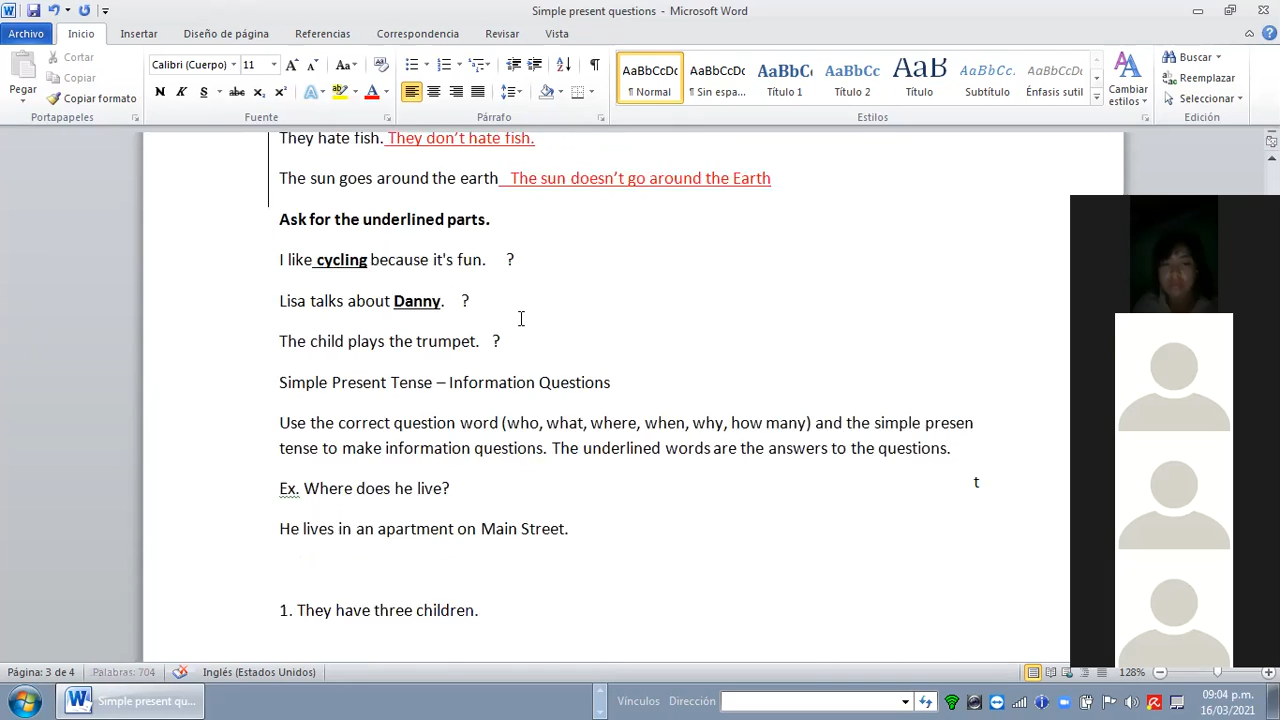 Simple present questions - Microsoft Word
Archivo Inicio Insertar Diseño de página Referencias Correspondencia Revisar Vista
Pegar
Cortar
Copiar
Copiar formato
Portapapeles
Calibri (Cuerpo) 11
Fuente
Párrafo
AaBbCcDc ¶ Normal
AaBbCcDc ¶ Sin espa...
AaBbC Título 1
AaBbCc Título 2
AaB Título
AaBbCc. Subtítulo
AaBbCcDc Énfasis sutil
Estilos
Cambiar estilos
Buscar
Reemplazar
Seleccionar
Edición
They hate fish. They don't hate fish.
The sun goes around the earth The sun doesn't go around the Earth
Ask for the underlined parts.
I like cycling because it's fun. ?
Lisa talks about Danny. ?
The child plays the trumpet. ?
Simple Present Tense – Information Questions
Use the correct question word (who, what, where, when, why, how many) and the simple presen
tense to make information questions. The underlined words are the answers to the questions.
t
Ex. Where does he live?
He lives in an apartment on Main Street.
1. They have three children.
Página: 3 de 4 Palabras: 704 Inglés (Estados Unidos) 128%
Simple present qu... Vínculos Dirección 09:04 p.m.
16/03/2021